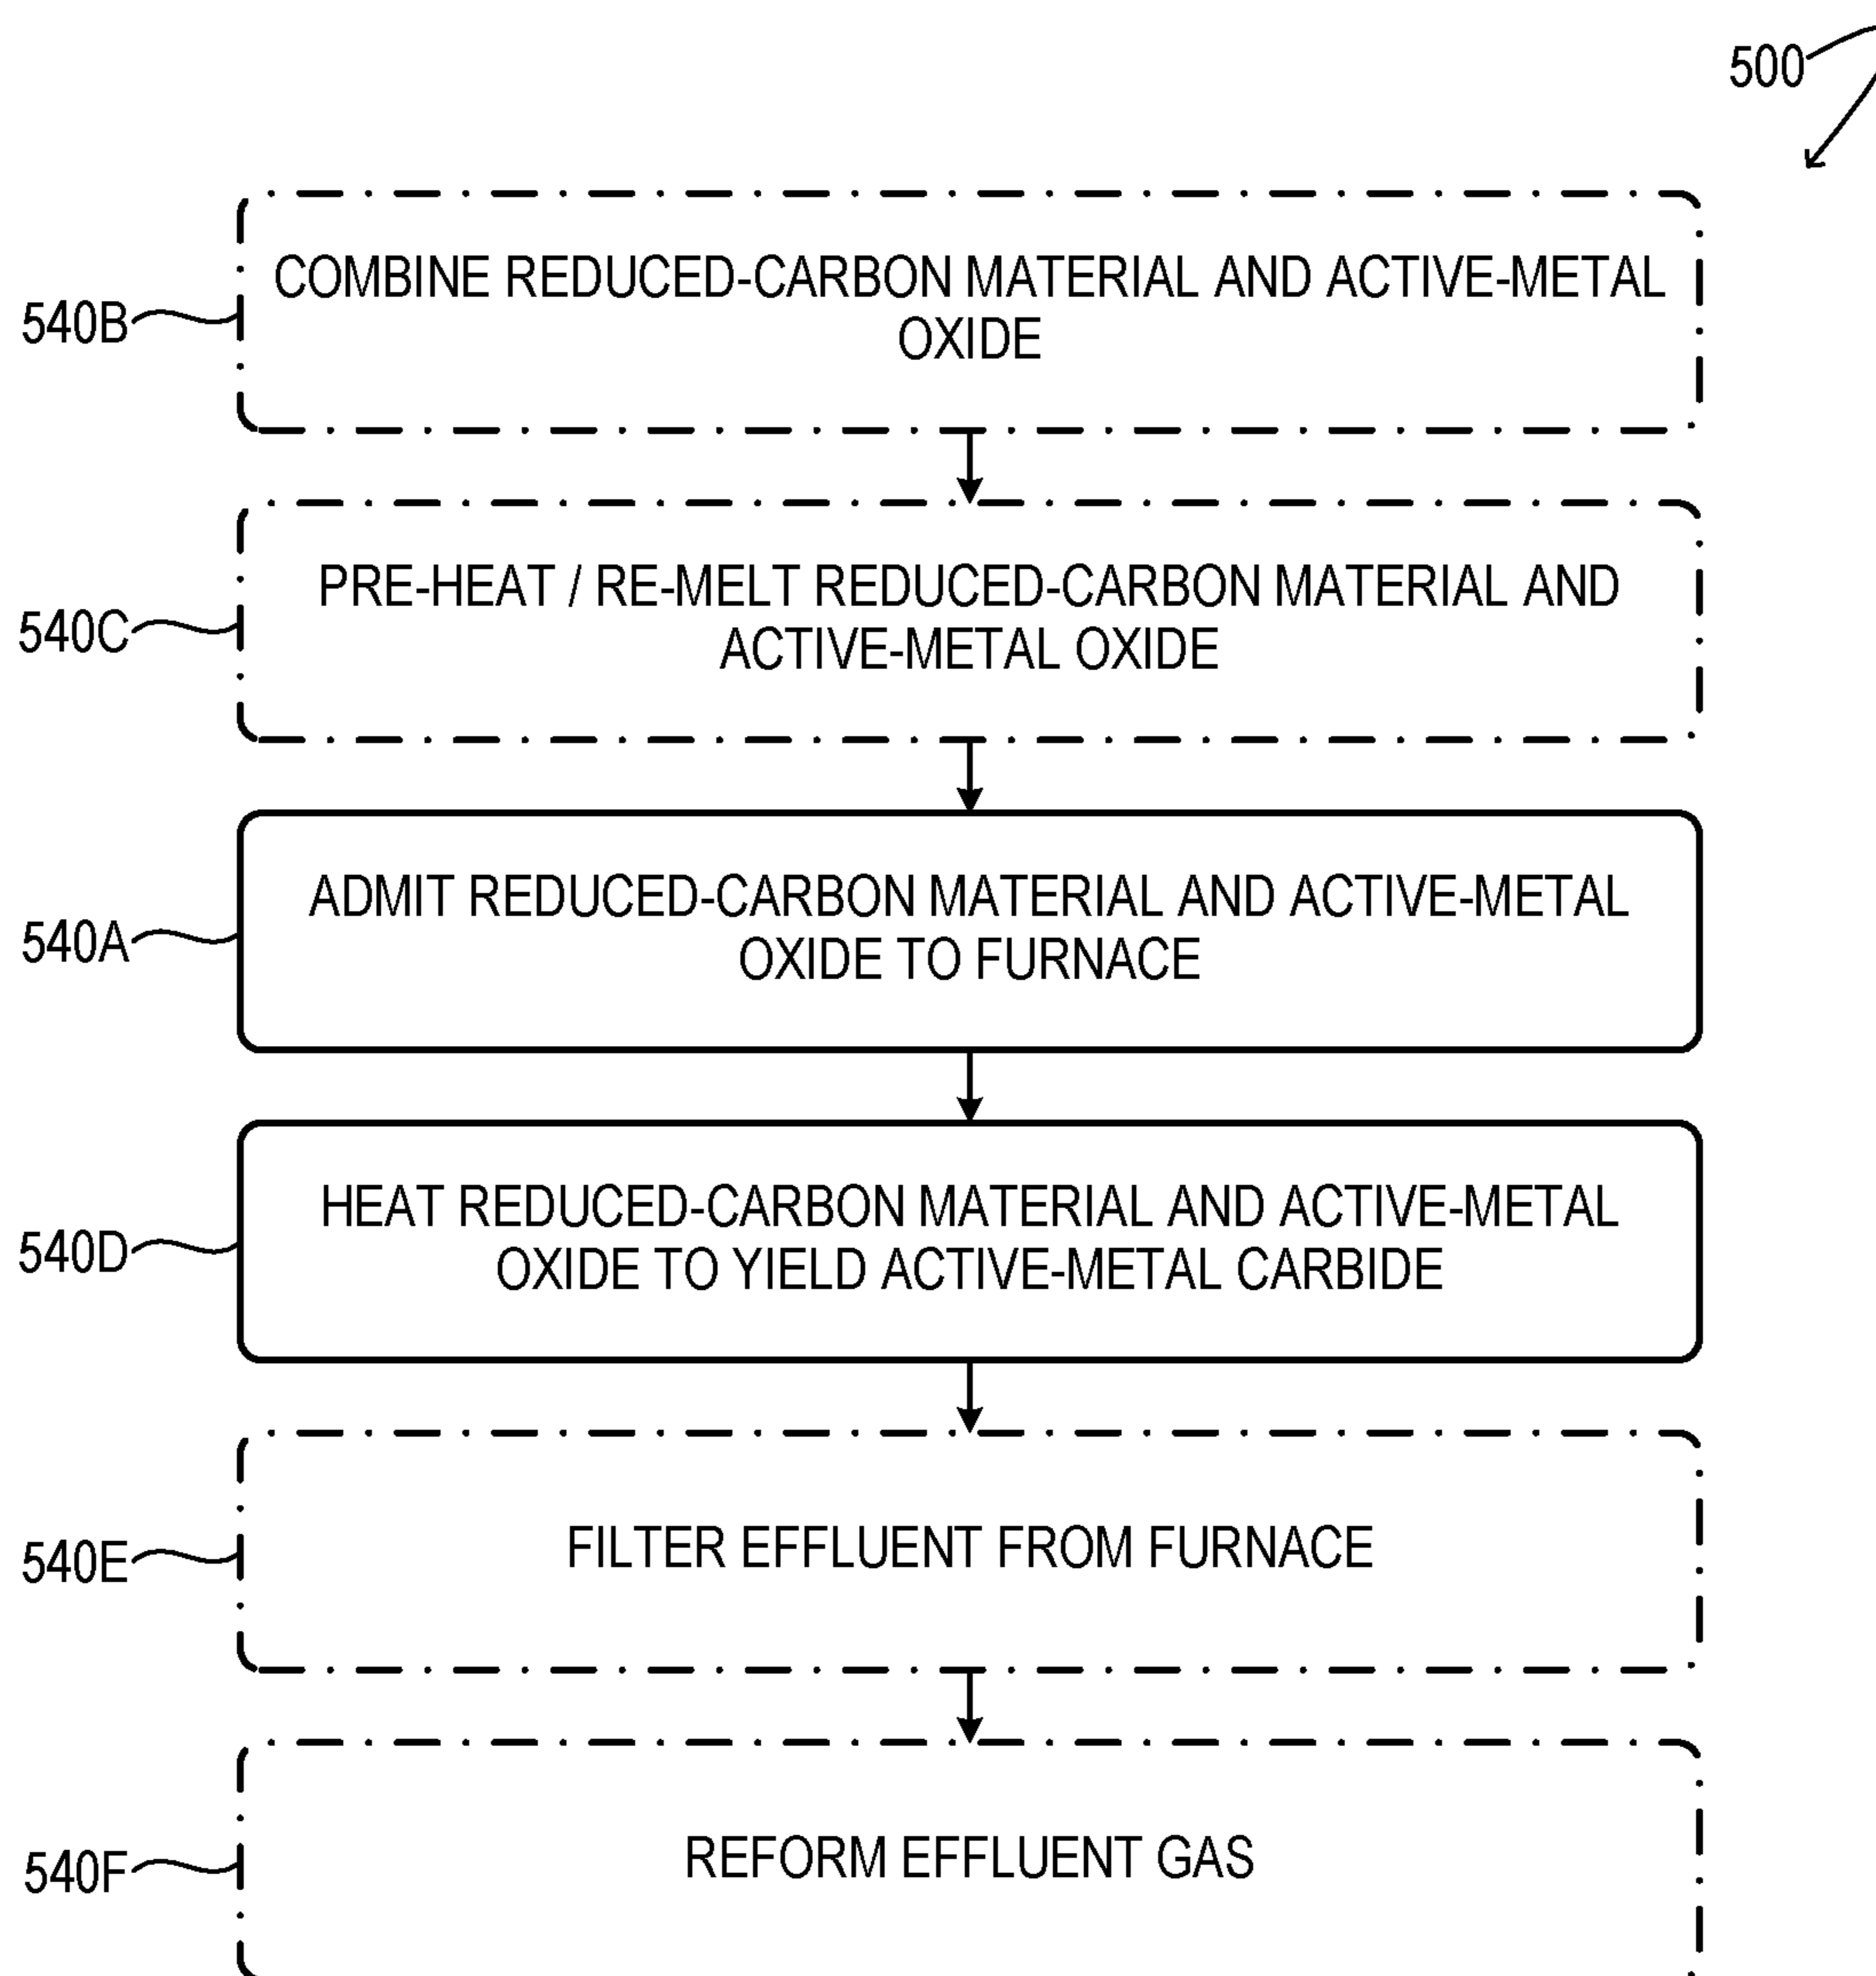 500
COMBINE REDUCED-CARBON MATERIAL AND ACTIVE-METAL
OXIDE
540B
PRE-HEAT / RE-MELT REDUCED-CARBON MATERIAL AND
ACTIVE-METAL OXIDE
540C
ADMIT REDUCED-CARBON MATERIAL AND ACTIVE-METAL
OXIDE TO FURNACE
540A
HEAT REDUCED-CARBON MATERIAL AND ACTIVE-METAL
OXIDE TO YIELD ACTIVE-METAL CARBIDE
540D
FILTER EFFLUENT FROM FURNACE
540E
REFORM EFFLUENT GAS
540F